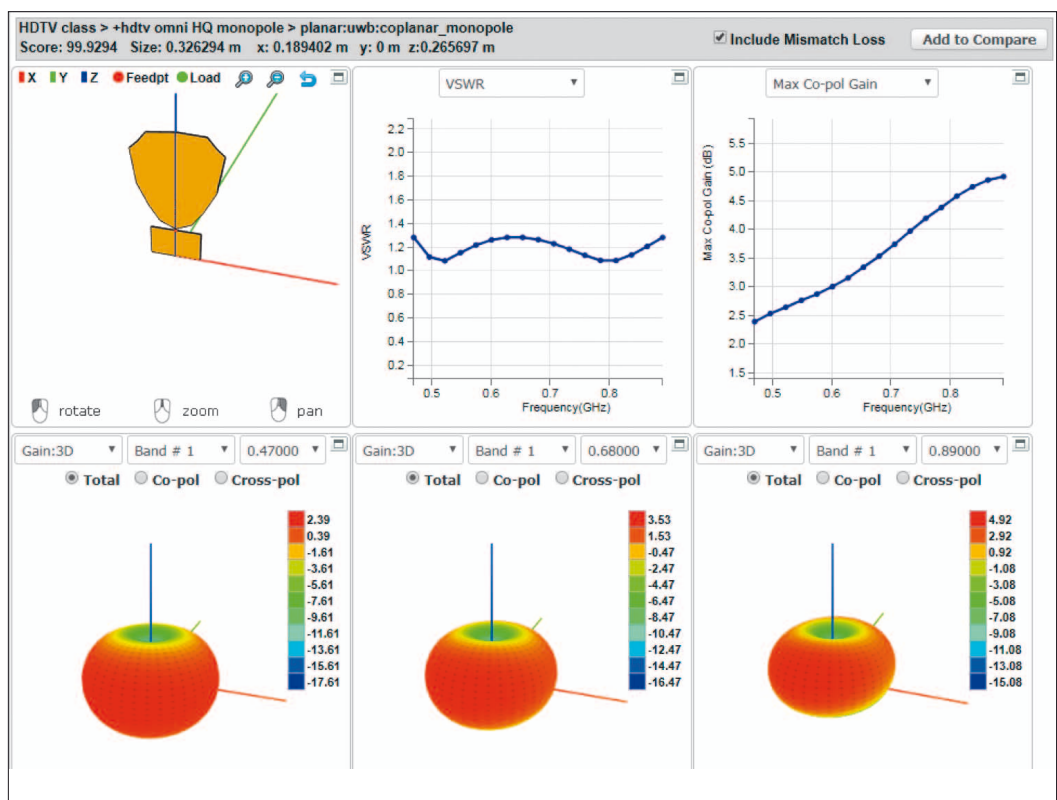 HDTV class > +hdtv omni HQ monopole > planar:uwb:coplanar_monopole
Score: 99.9294 Size: 0.326294 m x: 0.189402 m y: 0 m z:0.265697 m
Include Mismatch Loss
Add to Compare
X Y Z Feedpt Load
rotate zoom pan
VSWR
2.2
2.0
1.8
1.6
1.4
1.2
1.0
0.8
0.6
0.4
0.2
VSWR
0.5 0.6 0.7 0.8
Frequency(GHz)
Max Co-pol Gain
5.5
5.0
4.5
4.0
3.5
3.0
2.5
2.0
1.5
Max Co-pol Gain (dB)
0.5 0.6 0.7 0.8
Frequency(GHz)
Gain:3D Band # 1 0.47000
Total Co-pol Cross-pol
2.39
0.39
-1.61
-3.61
-5.61
-7.61
-9.61
-11.61
-13.61
-15.61
-17.61
Gain:3D Band # 1 0.68000
Total Co-pol Cross-pol
3.53
1.53
-0.47
-2.47
-4.47
-6.47
-8.47
-10.47
-12.47
-14.47
-16.47
Gain:3D Band # 1 0.89000
Total Co-pol Cross-pol
4.92
2.92
0.92
-1.08
-3.08
-5.08
-7.08
-9.08
-11.08
-13.08
-15.08